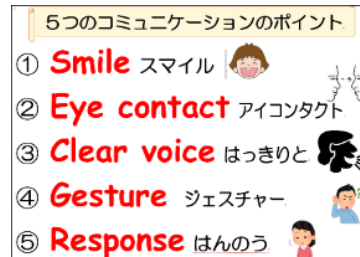 5つのコミュニケーションのポイント
① Smile スマイル
② Eye contact アイコンタクト
③ Clear voice はっきりと
④ Gesture ジェスチャー
⑤ Response はんのう